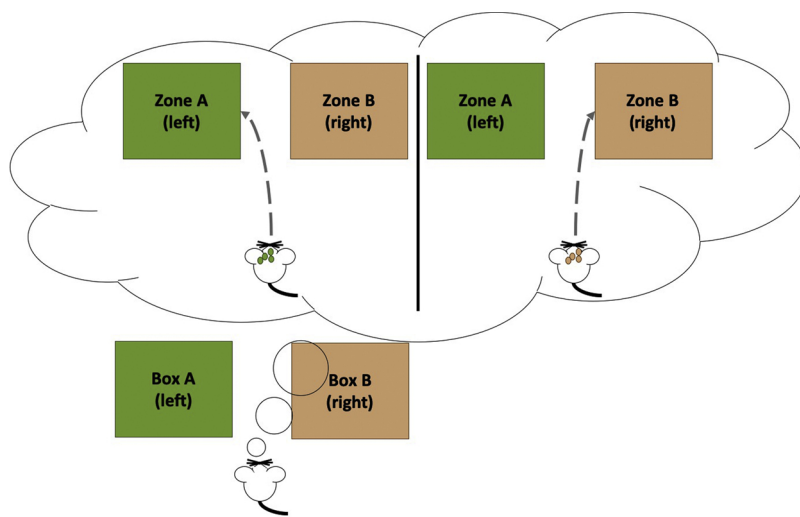 Zone A
(left)
Zone B
(right)
Zone A
(left)
Zone B
(right)
Box A
(left)
Box B
(right)